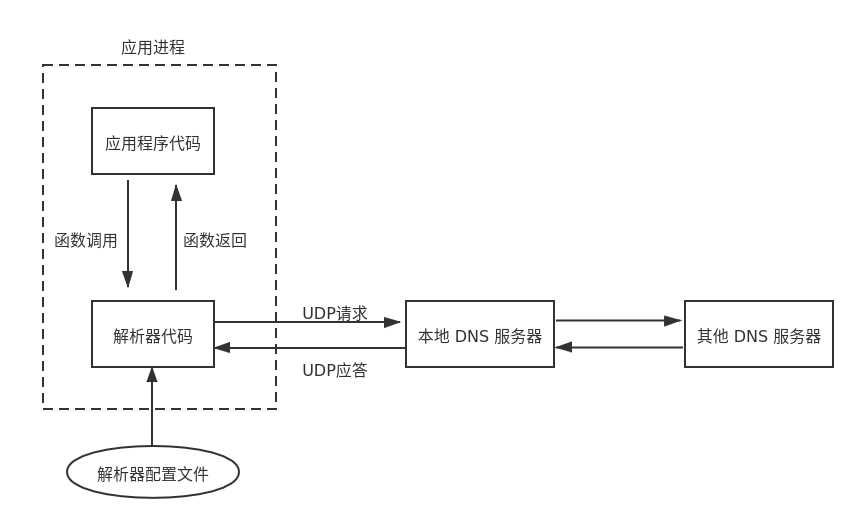 应用进程
应用程序代码
函数调用
函数返回
UDP请求
解析器代码
本地 DNS 服务器
其他 DNS 服务器
UDP应答
解析器配置文件